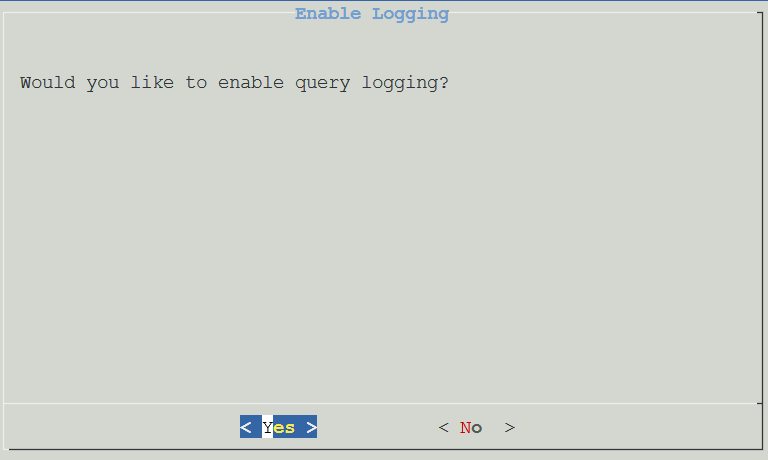 Enable Logging
Would you like to enable query logging?
< Yes > < No >